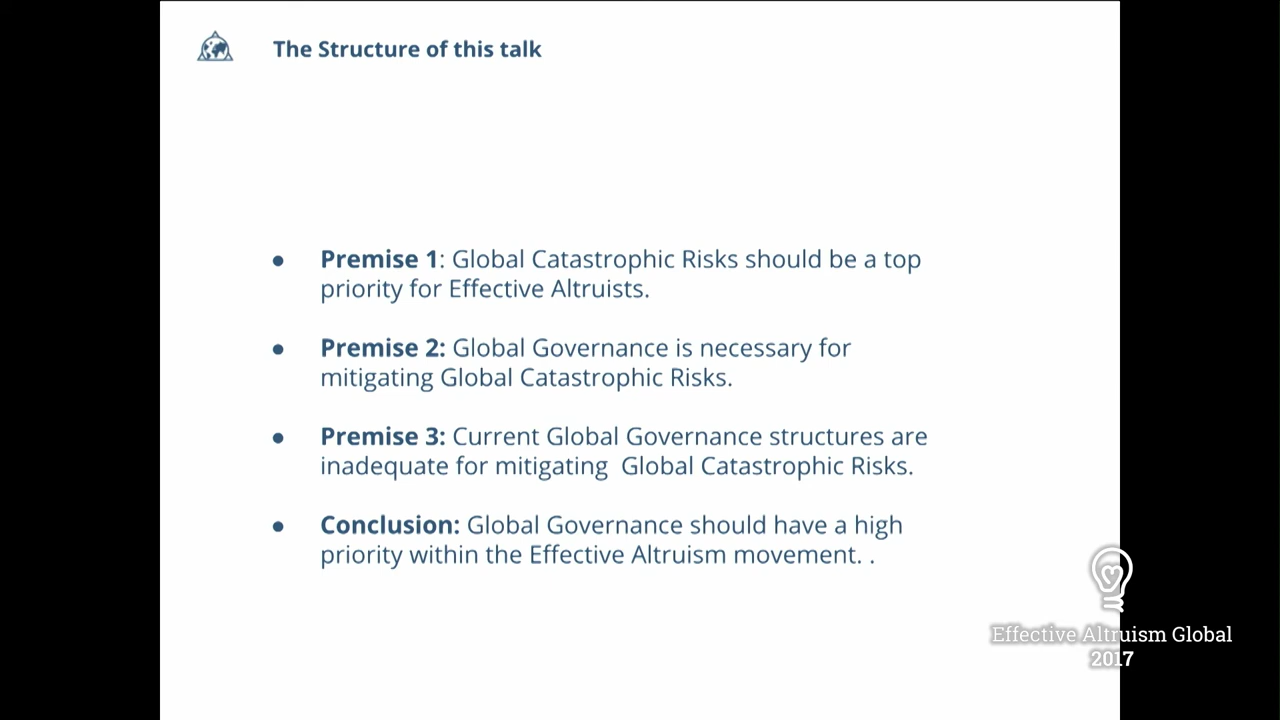 The Structure of this talk
● Premise 1: Global Catastrophic Risks should be a top
priority for Effective Altruists.
● Premise 2: Global Governance is necessary for
mitigating Global Catastrophic Risks.
● Premise 3: Current Global Governance structures are
inadequate for mitigating  Global Catastrophic Risks.
● Conclusion: Global Governance should have a high
priority within the Effective Altruism movement. .
Effective Altruism Global
2017